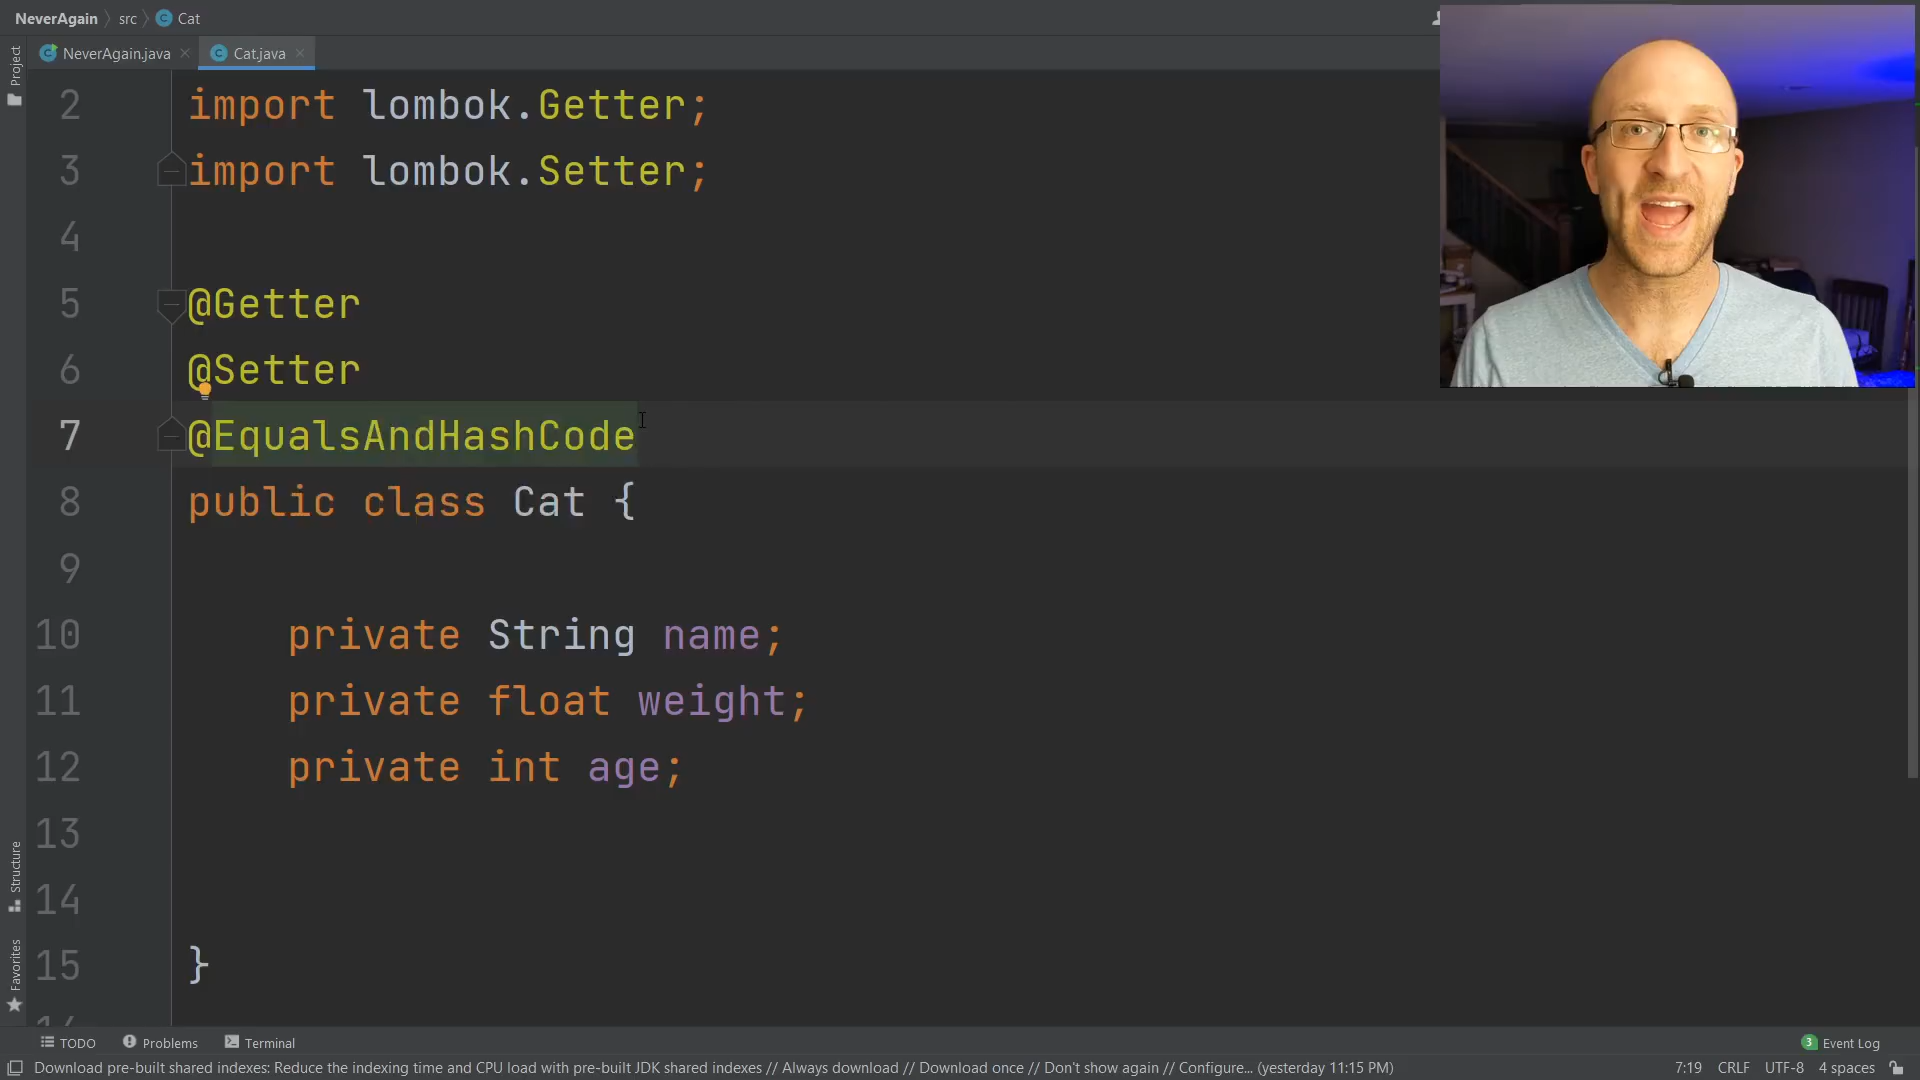 NeverAgain src Cat
NeverAgain.java Cat.java
Project
2 import lombok.Getter;
3 import lombok.Setter;
4
5 @Getter
6 @Setter
7 @EqualsAndHashCode
8 public class Cat {
9
10 private String name;
11 private float weight;
12 private int age;
13
14
15 }
Structure
Favorites
TODO Problems Terminal 3 Event Log
Download pre-built shared indexes: Reduce the indexing time and CPU load with pre-built JDK shared indexes // Always download // Download once // Don't show again // Configure... (yesterday 11:15 PM) 7:19 CRLF UTF-8 4 spaces